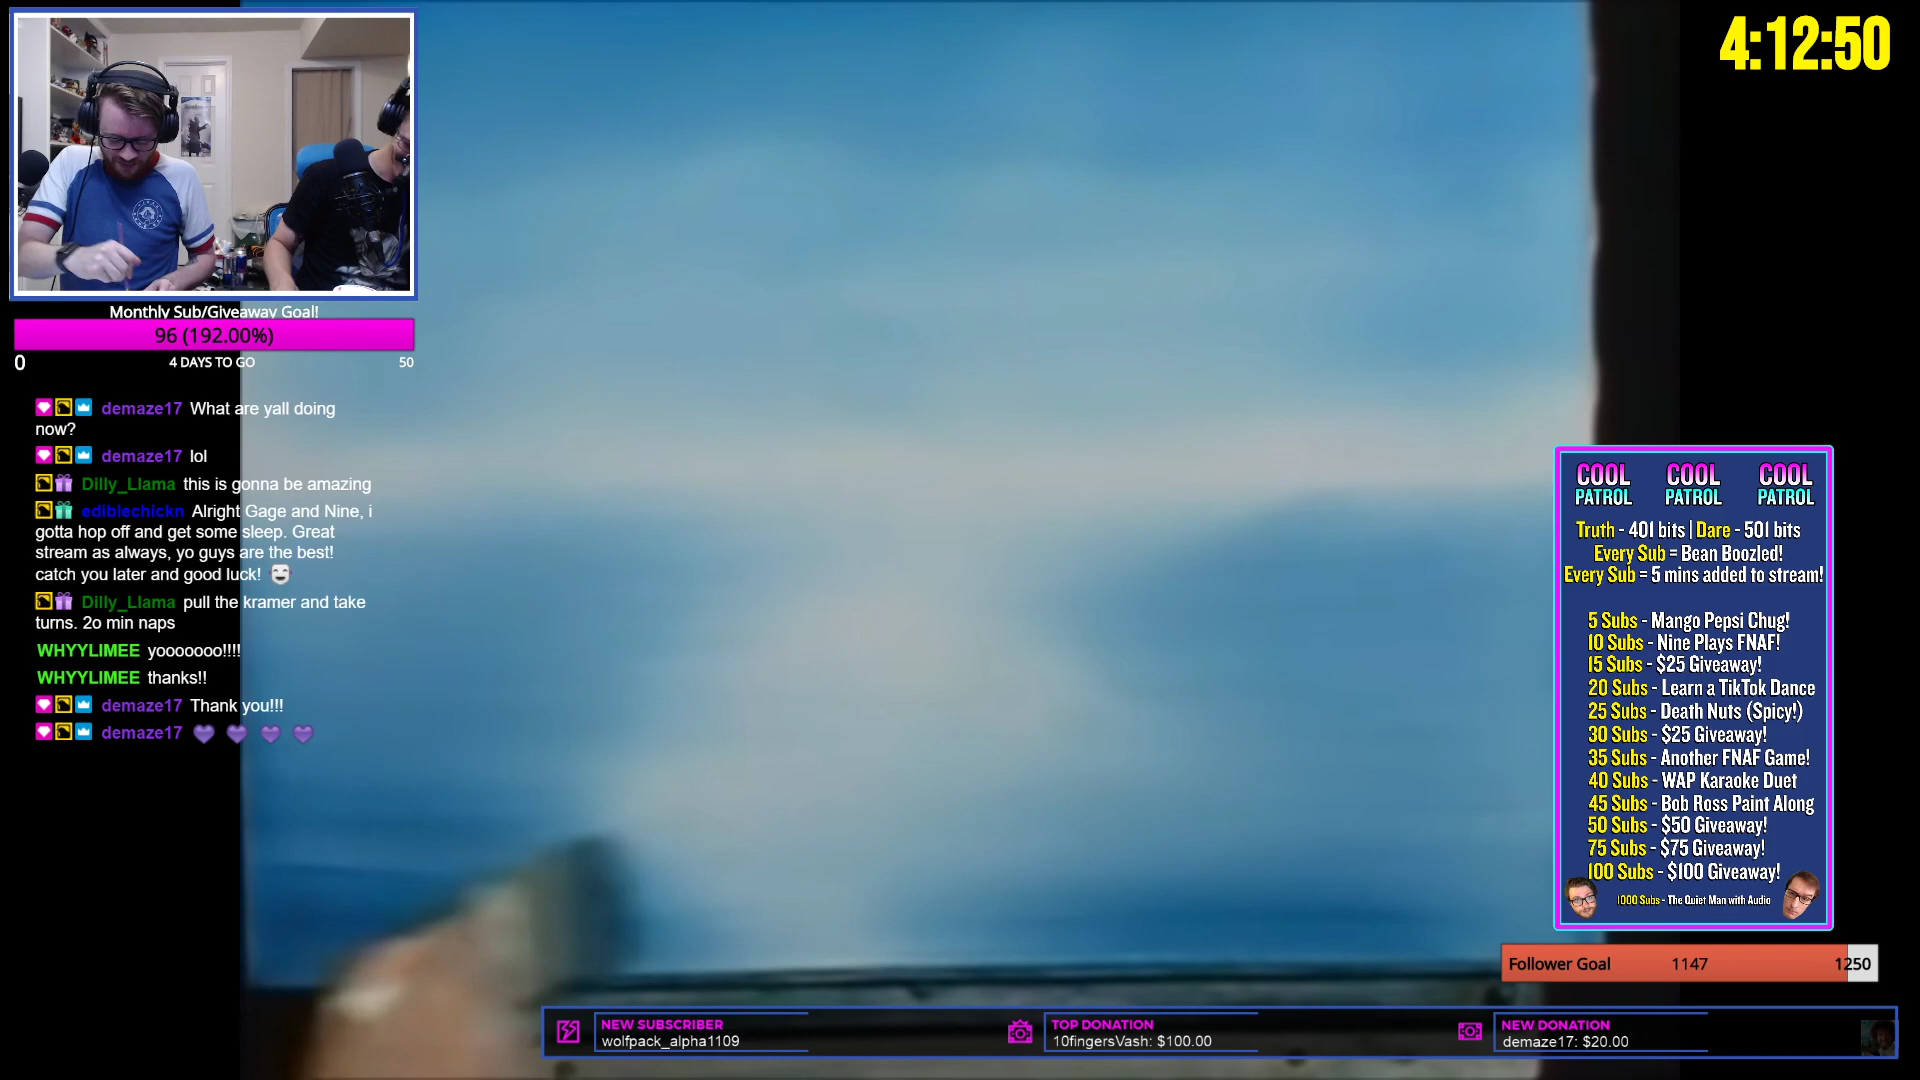 4:12:50
Monthly Sub/Giveaway Goal!
96 (192.00%)
0
4 DAYS TO GO
50
demaze17 What are yall doing
now?
demaze17 lol
Dilly_Llama this is gonna be amazing
ediblechickn Alright Gage and Nine, i
gotta hop off and get some sleep. Great
stream as always, yo guys are the best!
catch you later and good luck!
Dilly_Llama pull the kramer and take
turns. 2o min naps
WHYYLIMEE yooooooo!!!!
WHYYLIMEE thanks!!
demaze17 Thank you!!!
demaze17
COOL COOL COOL
PATROL PATROL PATROL
Truth - 401 bits | Dare - 501 bits
Every Sub = Bean Boozled!
Every Sub = 5 mins added to stream!
5 Subs - Mango Pepsi Chug!
10 Subs - Nine Plays FNAF!
15 Subs - $25 Giveaway!
20 Subs - Learn a TikTok Dance
25 Subs - Death Nuts (Spicy!)
30 Subs - $25 Giveaway!
35 Subs - Another FNAF Game!
40 Subs - WAP Karaoke Duet
45 Subs - Bob Ross Paint Along
50 Subs - $50 Giveaway!
75 Subs - $75 Giveaway!
100 Subs - $100 Giveaway!
1000 Subs - The Quiet Man with Audio
Follower Goal 1147 1250
NEW SUBSCRIBER
wolfpack_alpha1109
TOP DONATION
10fingersVash: $100.00
NEW DONATION
demaze17: $20.00